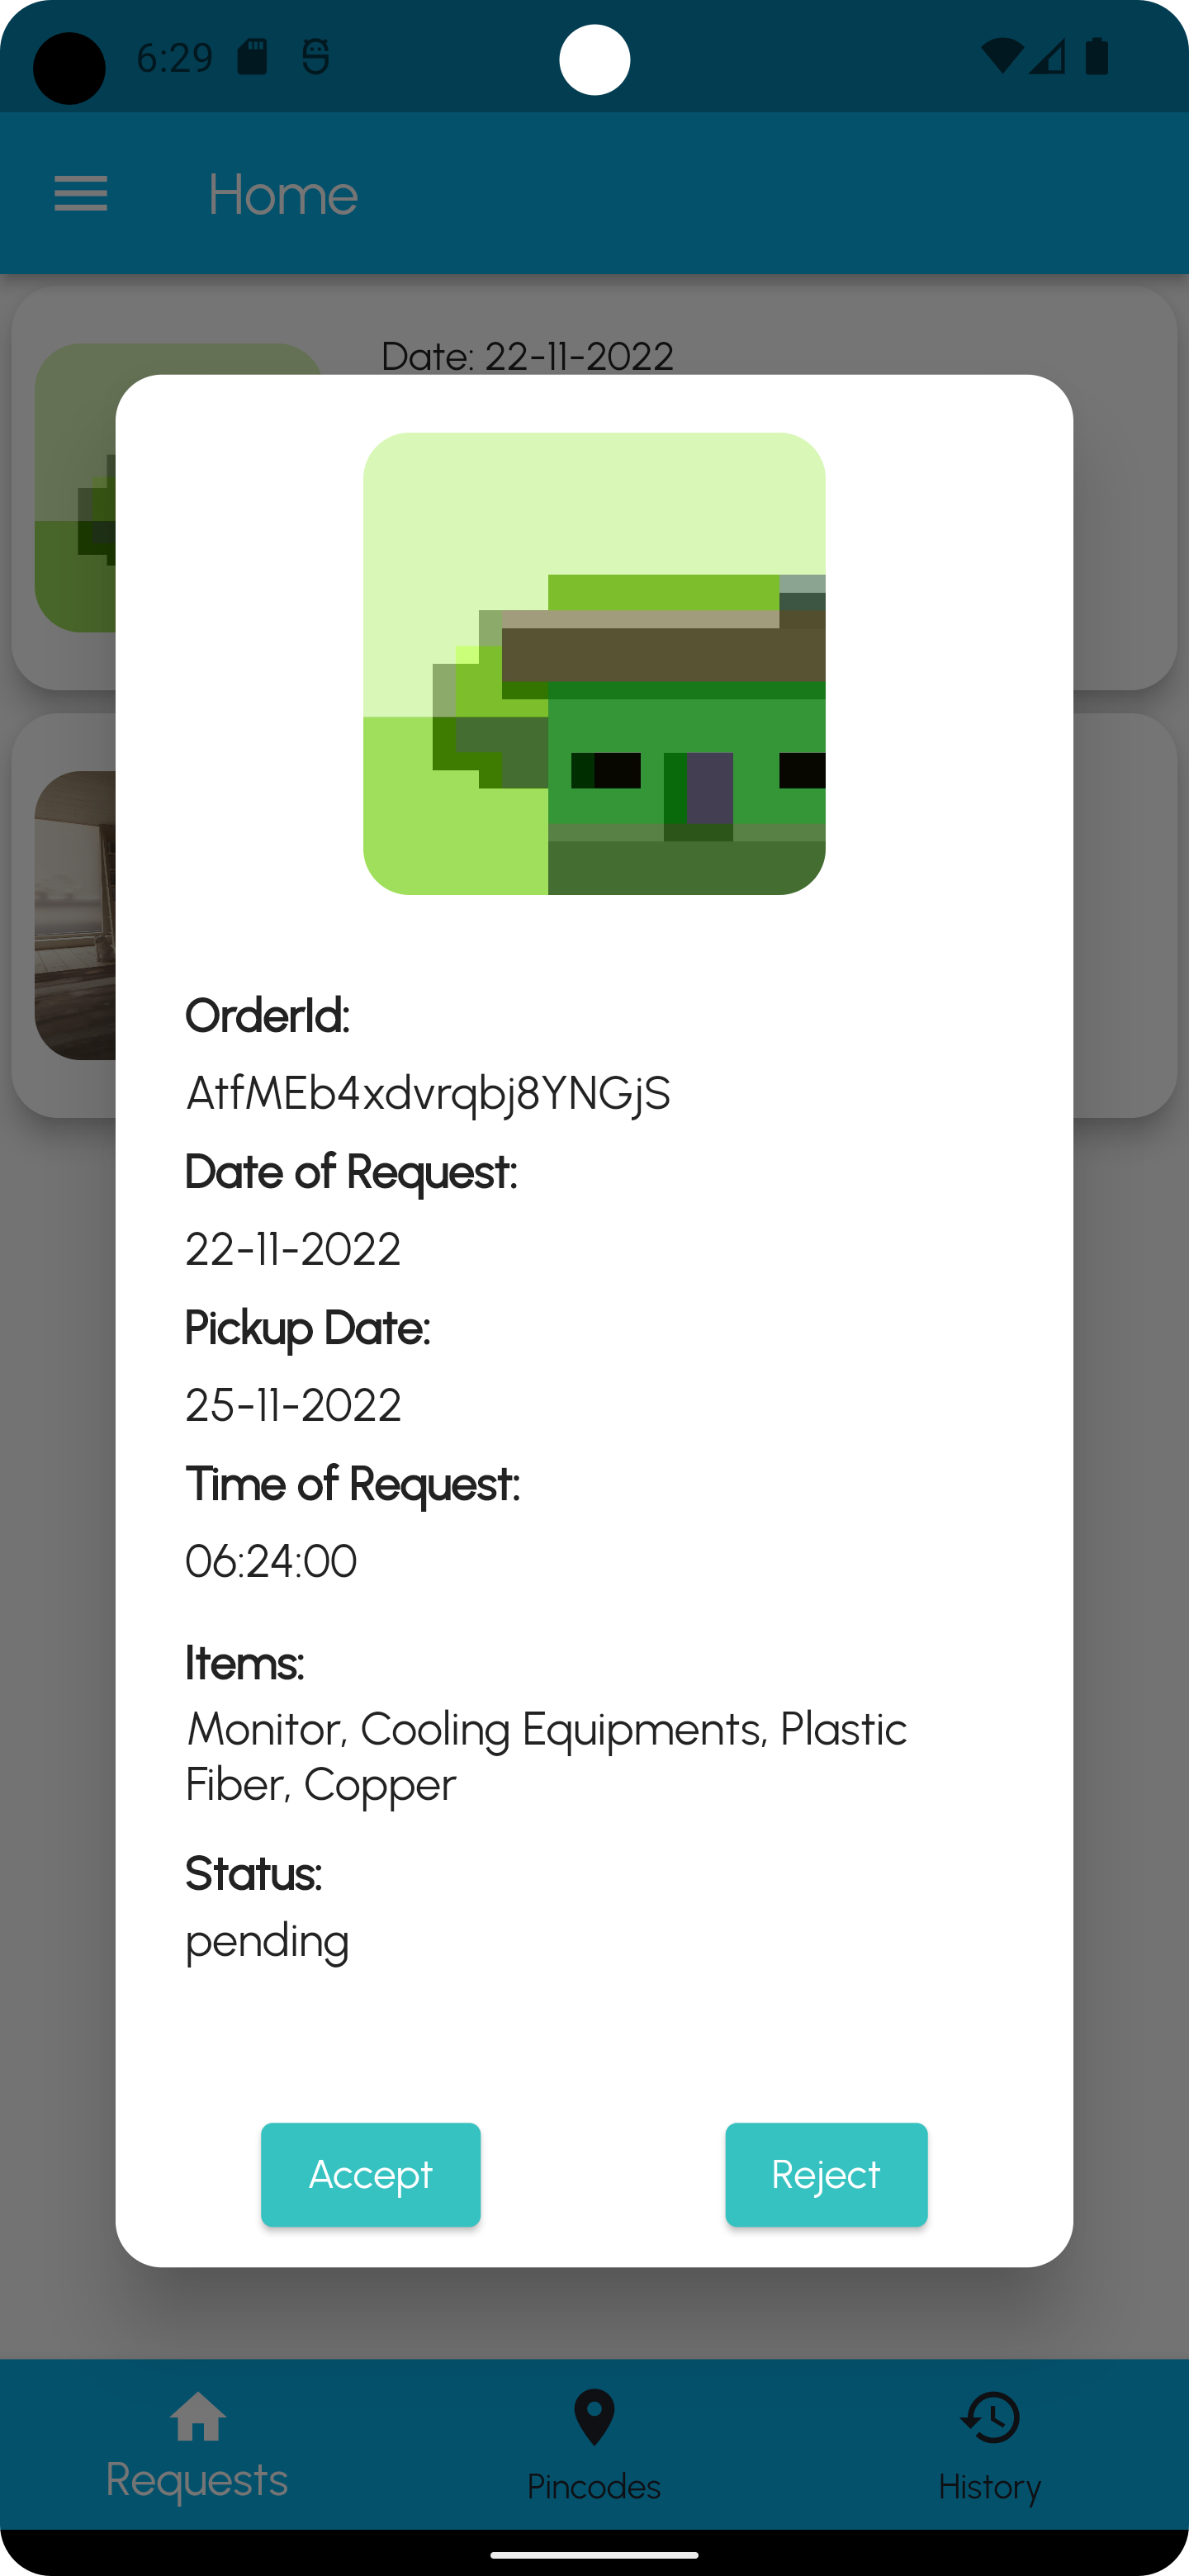 6:29
Home
Date: 22-11-2022
OrderId:
AtfMEb4xdvrqbj8YNGjS
Date of Request:
22-11-2022
Pickup Date:
25-11-2022
Time of Request:
06:24:00
Items:
Monitor, Cooling Equipments, Plastic
Fiber, Copper
Status:
pending
Accept
Reject
Requests
Pincodes
History